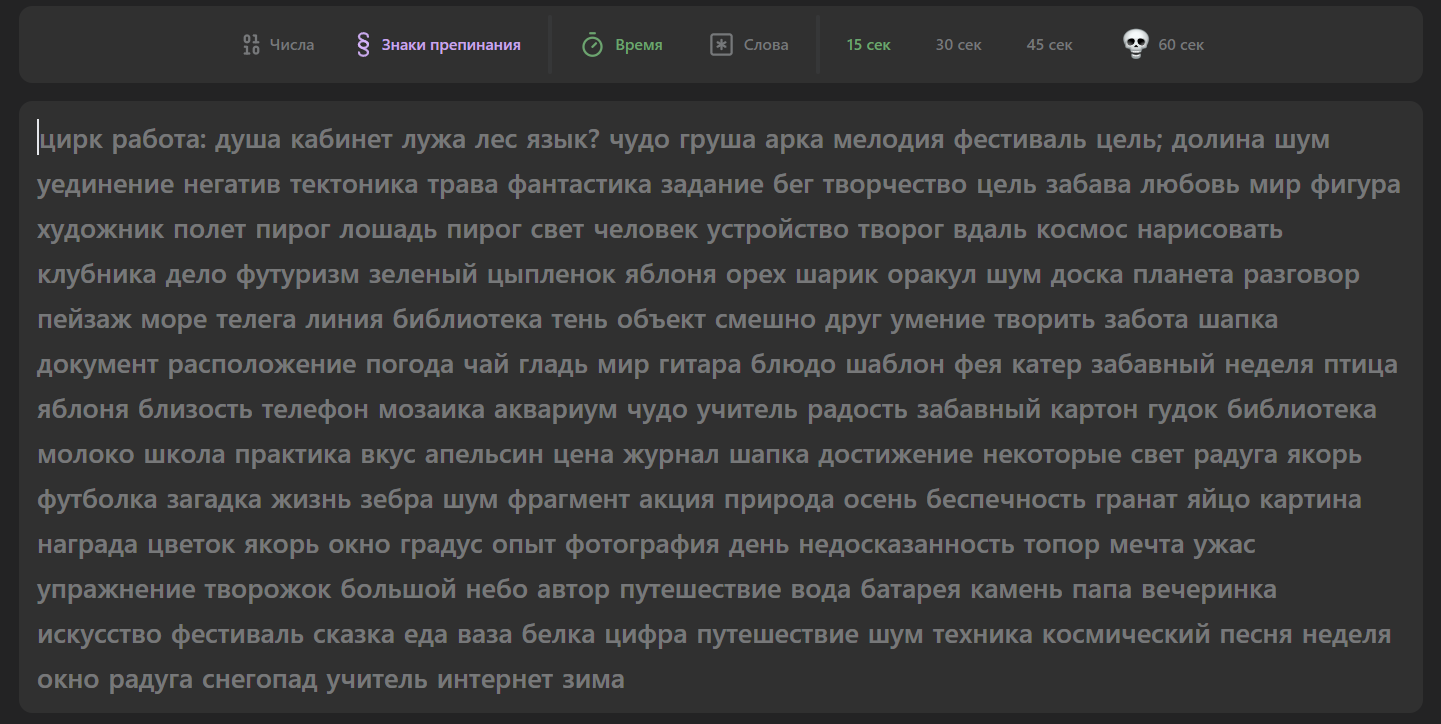 01 10 Числа § Знаки препинания Время * Слова 15 сек 30 сек 45 сек 60 сек
цирк работа: душа кабинет лужа лес язык? чудо груша арка мелодия фестиваль цель; долина шум
уединение негатив тектоника трава фантастика задание бег творчество цель забава любовь мир фигура
художник полет пирог лошадь пирог свет человек устройство творог вдаль космос нарисовать
клубника дело футуризм зеленый цыпленок яблоня орех шарик оракул шум доска планета разговор
пейзаж море телега линия библиотека тень объект смешно друг умение творить забота шапка
документ расположение погода чай гладь мир гитара блюдо шаблон фея катер забавный неделя птица
яблоня близость телефон мозаика аквариум чудо учитель радость забавный картон гудок библиотека
молоко школа практика вкус апельсин цена журнал шапка достижение некоторые свет радуга якорь
футболка загадка жизнь зебра шум фрагмент акция природа осень беспечность гранат яйцо картина
награда цветок якорь окно градус опыт фотография день недосказанность топор мечта ужас
упражнение творожок большой небо автор путешествие вода батарея камень папа вечеринка
искусство фестиваль сказка еда ваза белка цифра путешествие шум техника космический песня неделя
окно радуга снегопад учитель интернет зима